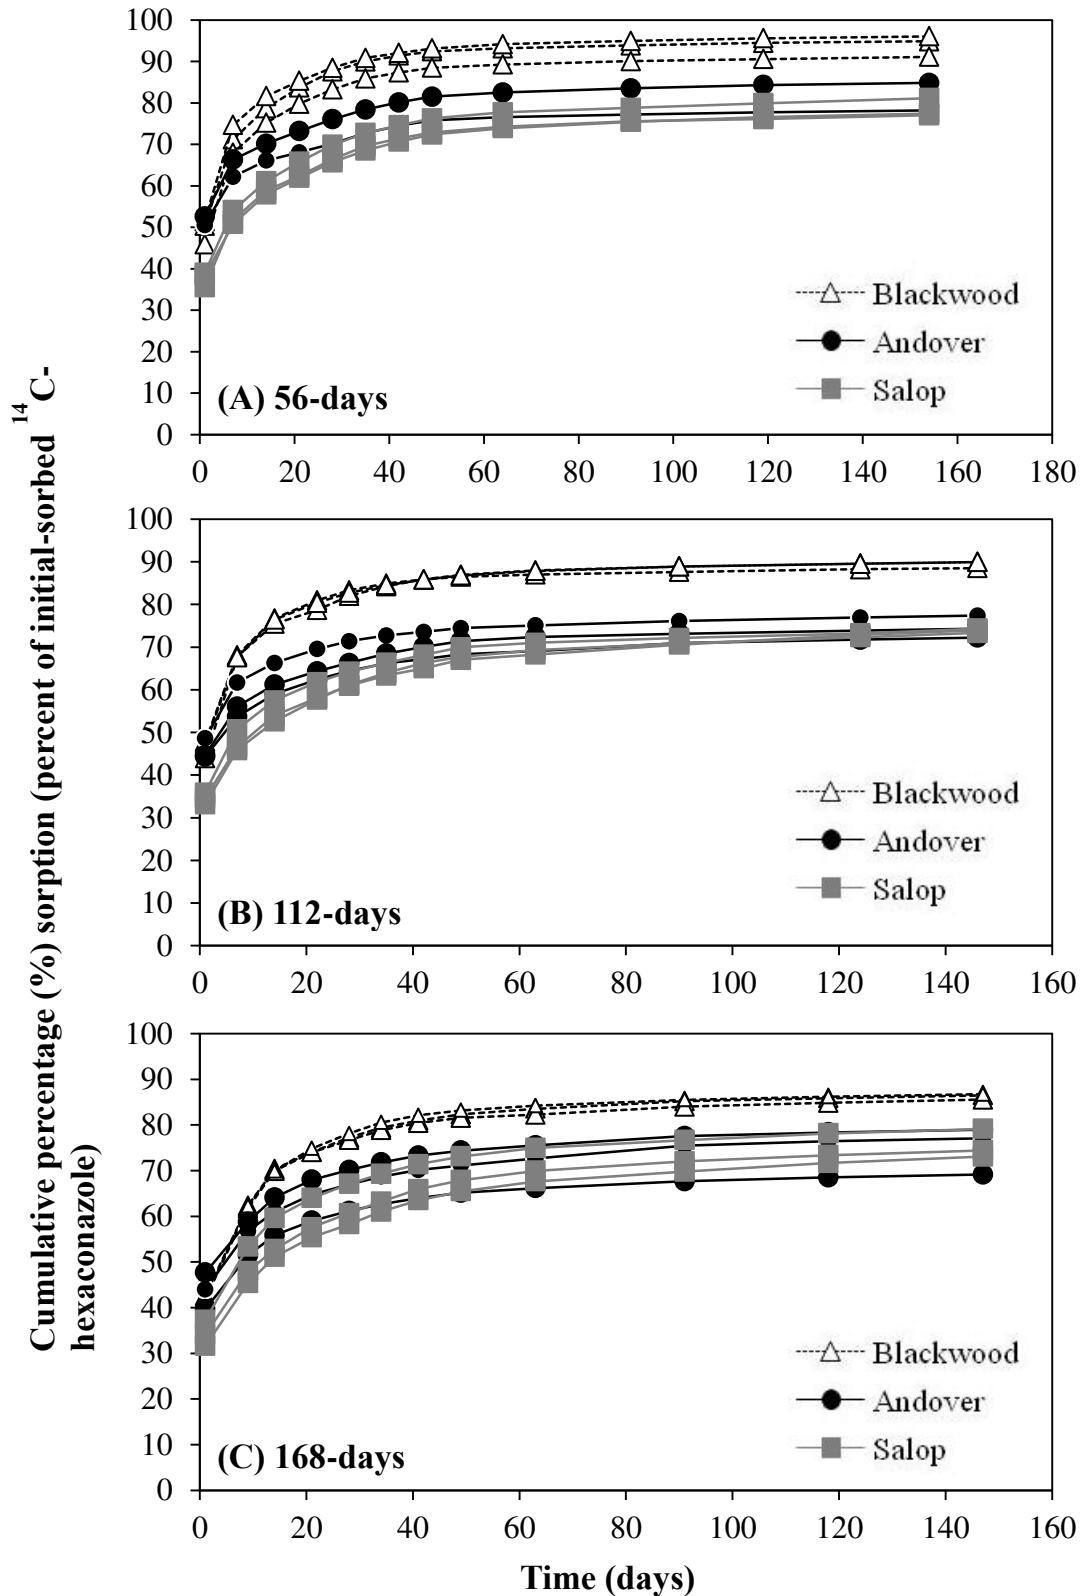 Cumulative percentage (%) sorption (percent of initial-sorbed 14 C-
hexaconazole)
100
90
80
70
60
50
40
30
20
10
0
Blackwood
Andover
Salop
(A) 56-days
0 20 40 60 80 100 120 140 160 180
100
90
80
70
60
50
40
30
20
10
0
Blackwood
Andover
Salop
(B) 112-days
0 20 40 60 80 100 120 140 160
100
90
80
70
60
50
40
30
20
10
0
Blackwood
Andover
Salop
(C) 168-days
0 20 40 60 80 100 120 140 160
Time (days)